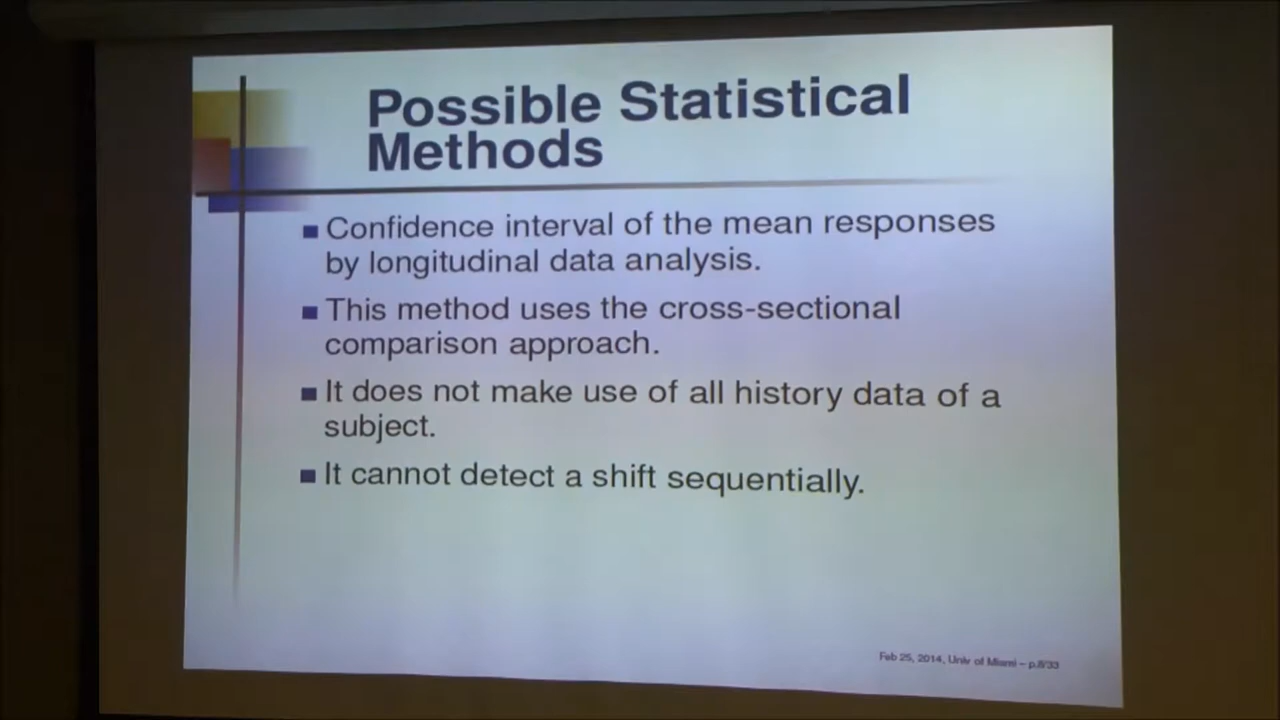 Possible Statistical
Methods
Confidence interval of the mean responses
by longitudinal data analysis.
This method uses the cross-sectional
comparison approach.
It does not make use of all history data of a
subject.
It cannot detect a shift sequentially.
Feb 25, 2014, Univ of Miami – p.8/33